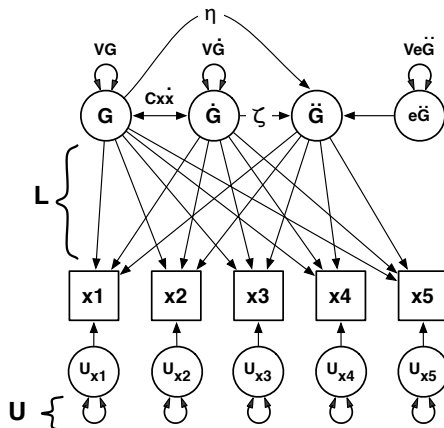 η
VG VĠ VeG̈
Cxẋ
G Ġ ζ G̈ eG̈
L
x1 x2 x3 x4 x5
Ux1 Ux2 Ux3 Ux4 Ux5
U